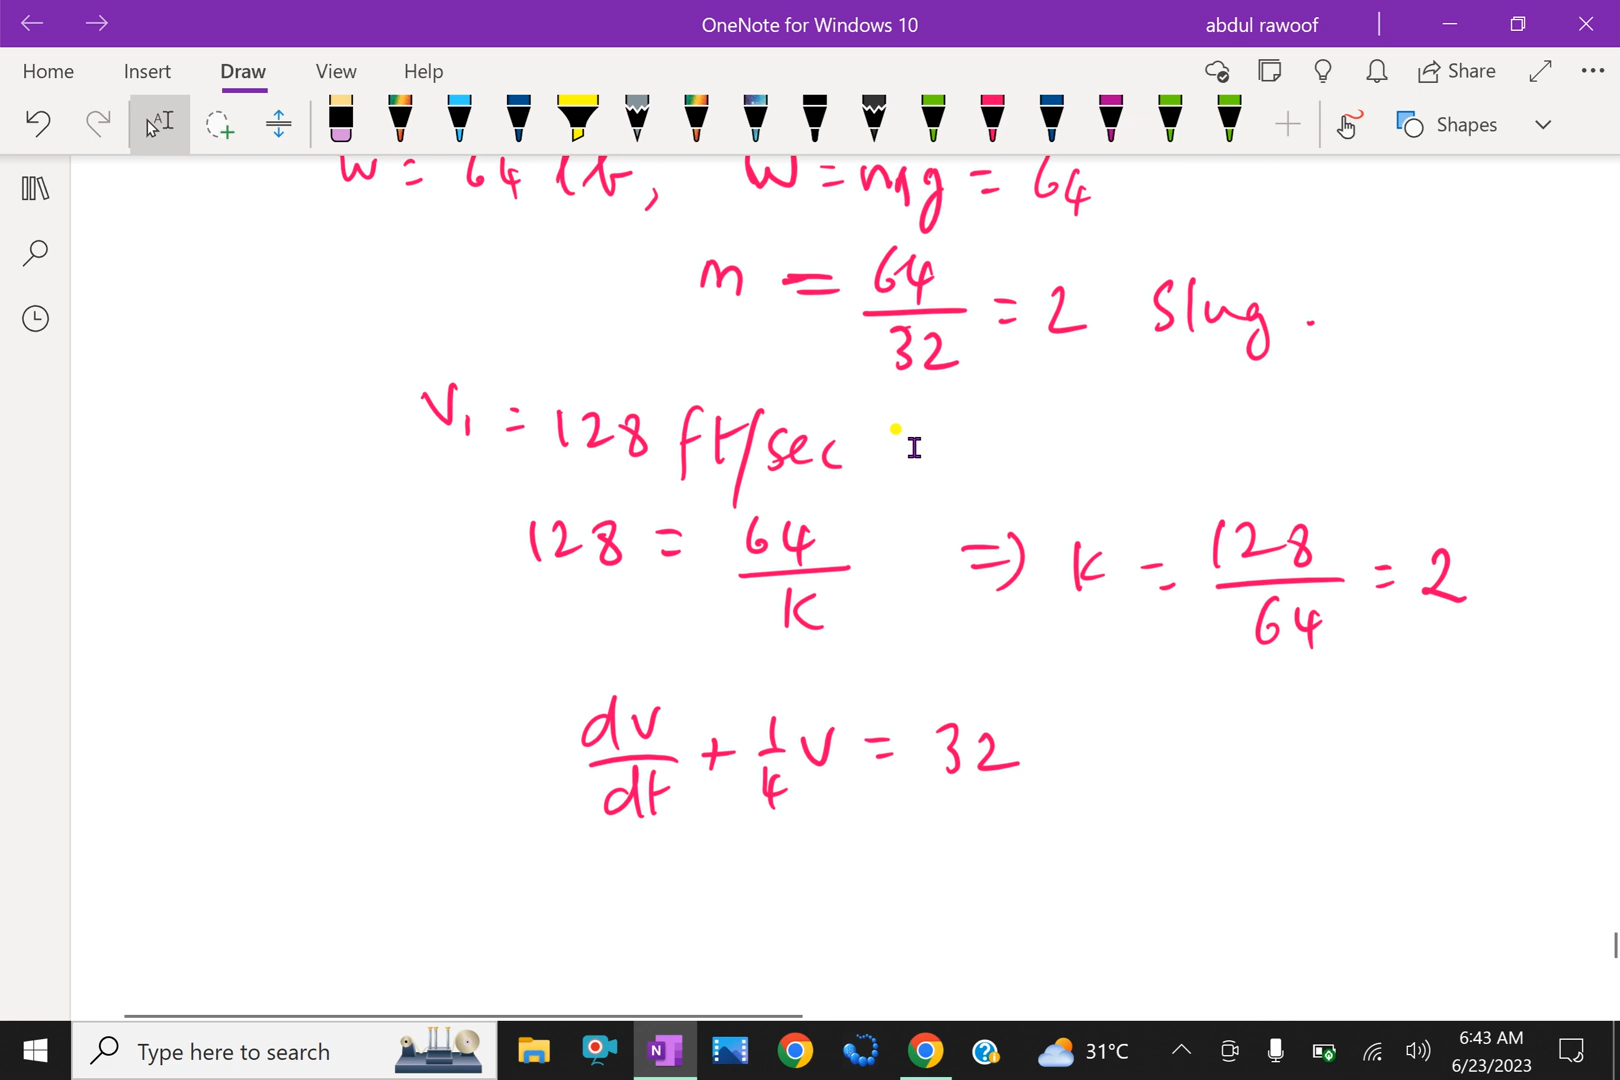 OneNote for Windows 10
abdul rawoof
Home Insert Draw View Help
Share
Shapes
W = 64 lb, W = mg = 64
m = 64/32 = 2 Slug.
V₁ = 128 ft/sec
128 = 64/K ⇒ K = 128/64 = 2
dv/dt + 1/4 V = 32
Type here to search
31°C
6:43 AM
6/23/2023